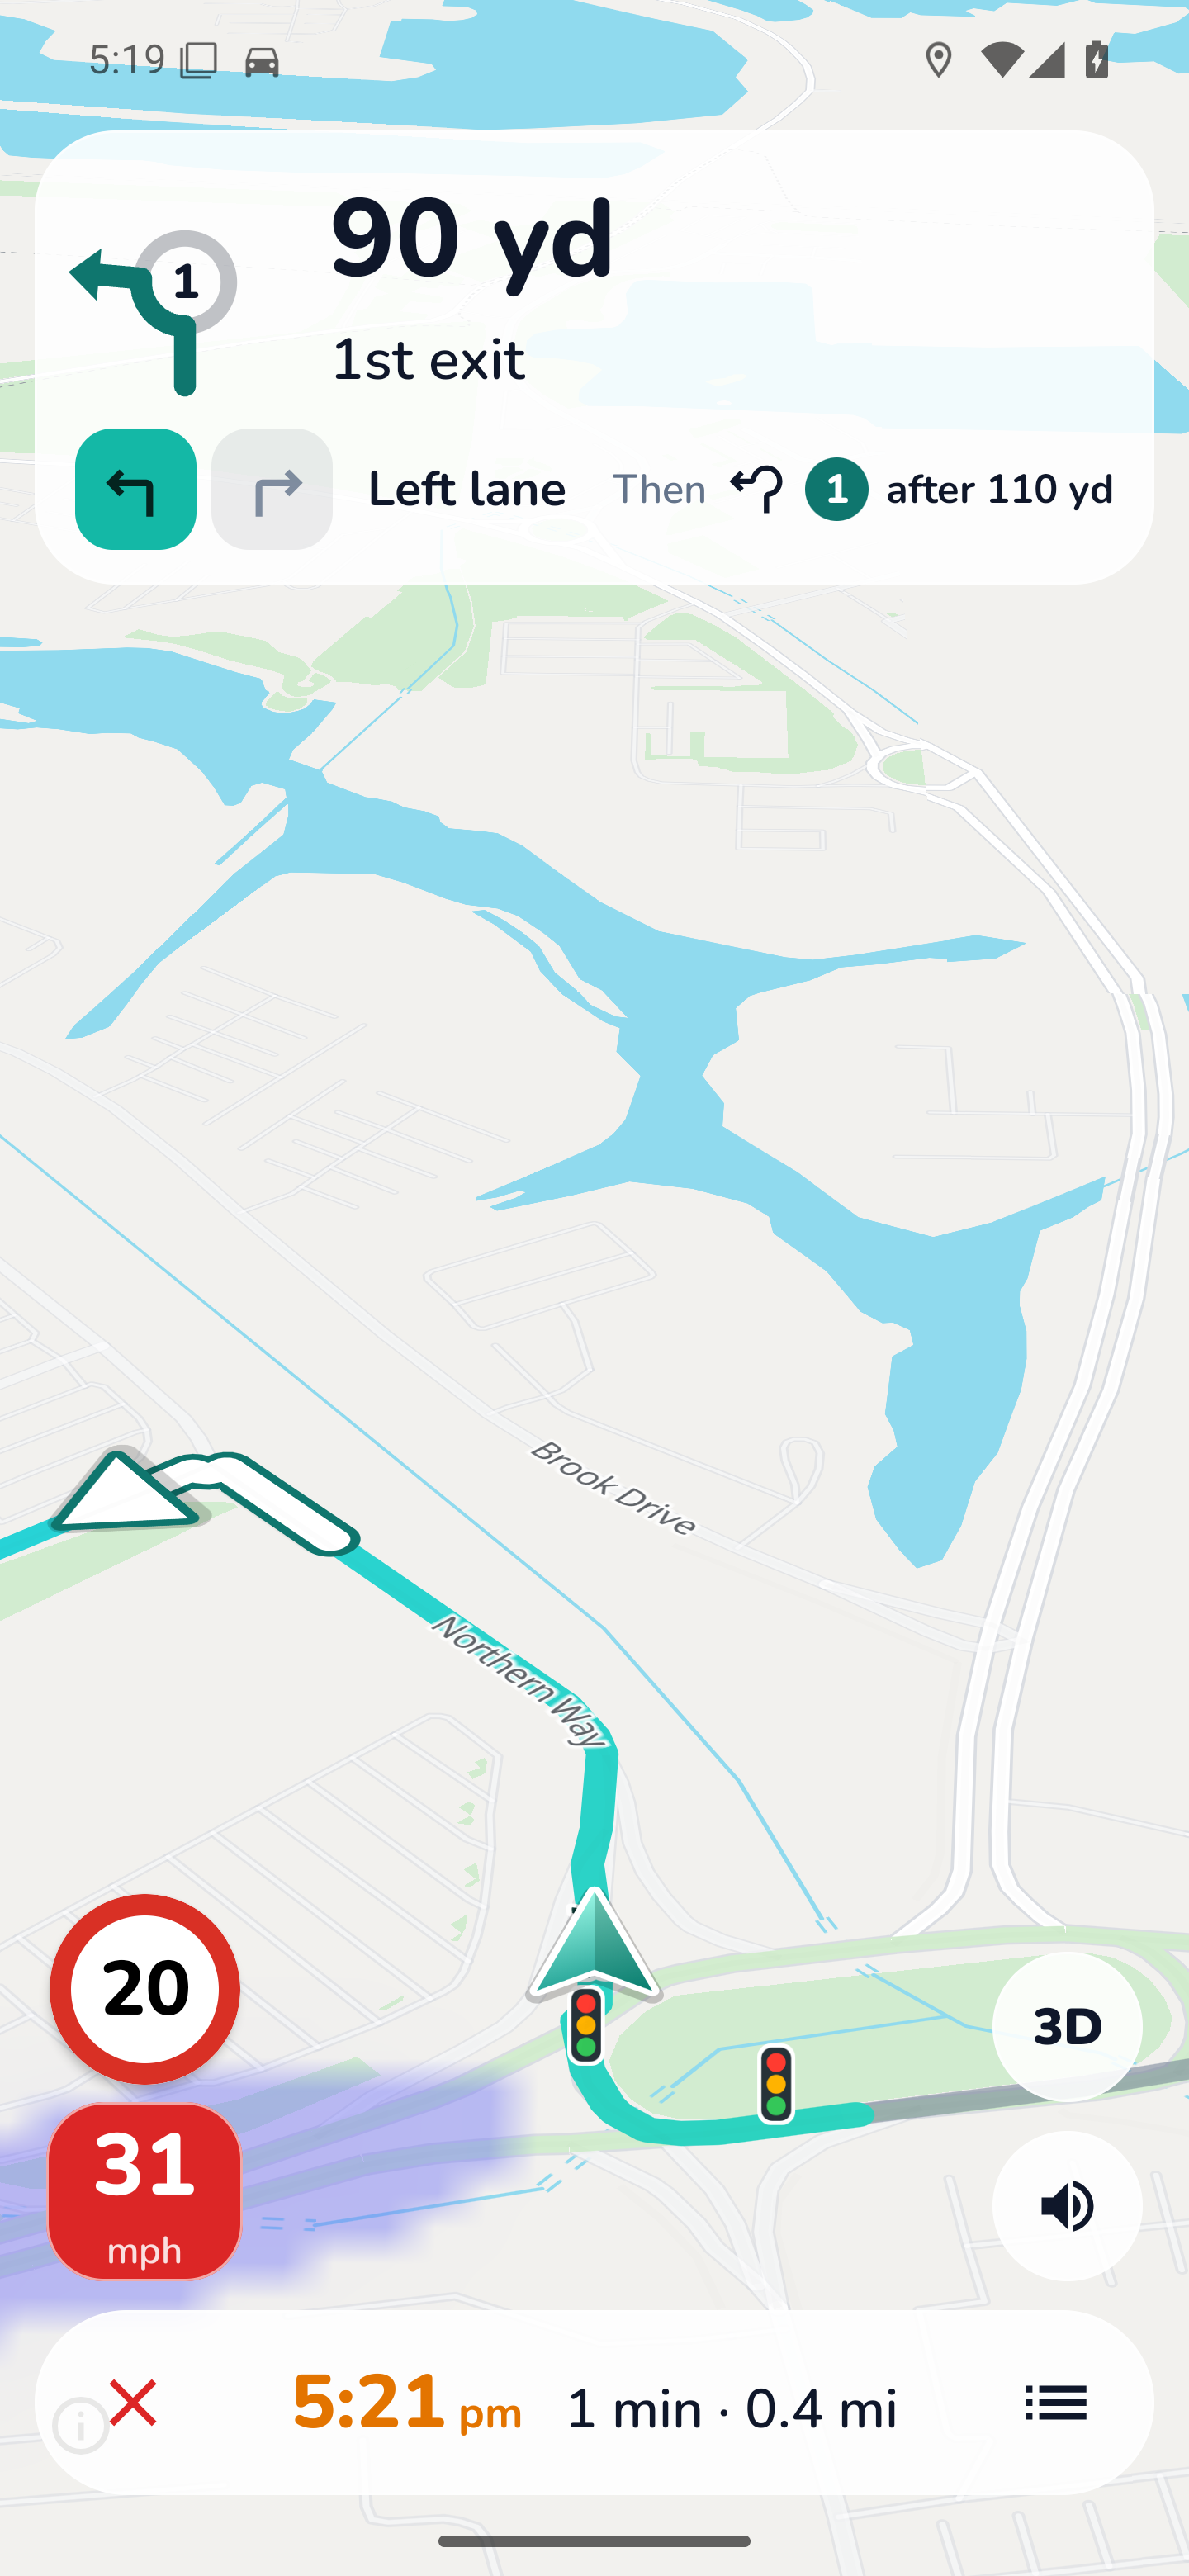 5:19
90 yd
1
1st exit
Left lane Then 1 after 110 yd
Brook Drive
Northern Way
20
31
mph
3D
5:21 pm 1 min · 0.4 mi